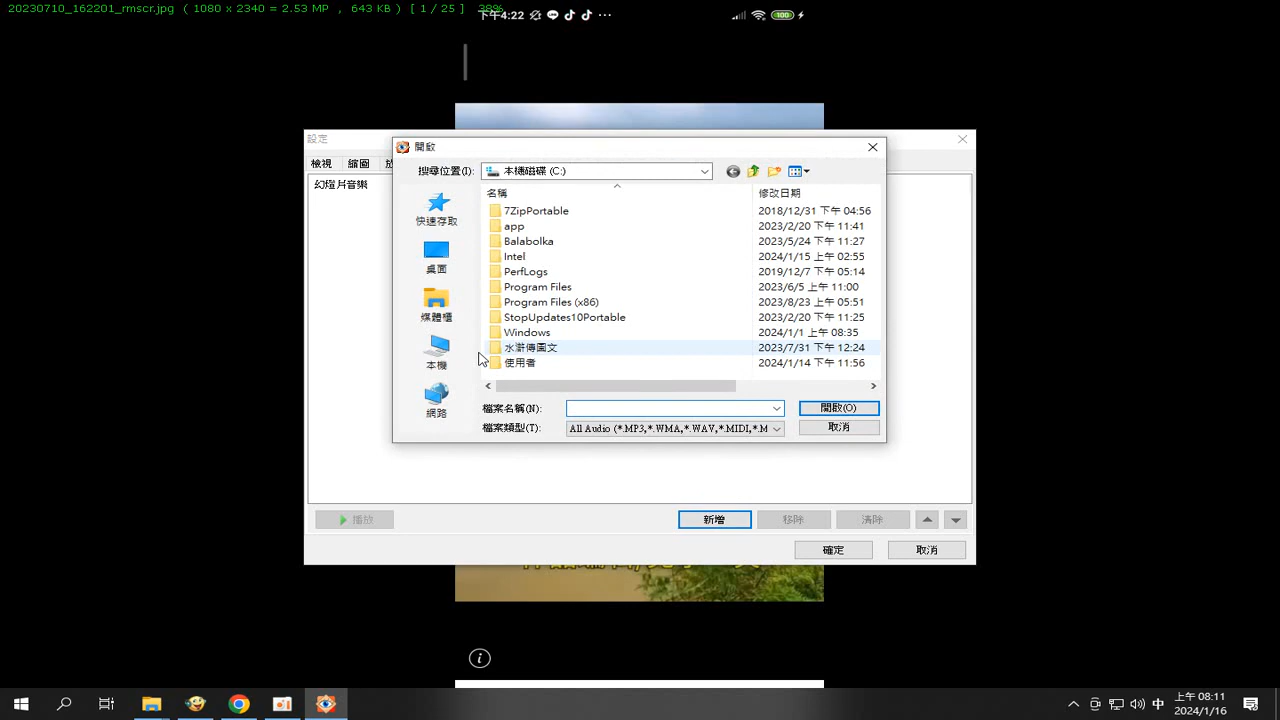 20230710_162201_rmscr.jpg ( 1080 x 2340 = 2.53 MP , 643 KB ) [ 1 / 25 ] 38%
下午4:22
100
設定
檢視 縮圖
幻燈片音樂
開啟
搜尋位置(I): 本機磁碟 (C:)
名稱 修改日期
7ZipPortable 2018/12/31 下午 04:56
app 2023/2/20 下午 11:41
Balabolka 2023/5/24 下午 11:27
Intel 2024/1/15 上午 02:55
PerfLogs 2019/12/7 下午 05:14
Program Files 2023/6/5 上午 11:00
Program Files (x86) 2023/8/23 上午 05:51
StopUpdates10Portable 2023/2/20 下午 11:25
Windows 2024/1/1 上午 08:35
水滸傳圖文 2023/7/31 下午 12:24
使用者 2024/1/14 上午 11:56
快速存取
桌面
媒體櫃
本機
網路
檔案名稱(N): 開啟(O)
檔案類型(T): All Audio (*.MP3,*.WMA,*.WAV,*.MIDI,*.M 取消
播放 新增 移除 清除
確定 取消
中 上午 08:11
2024/1/16